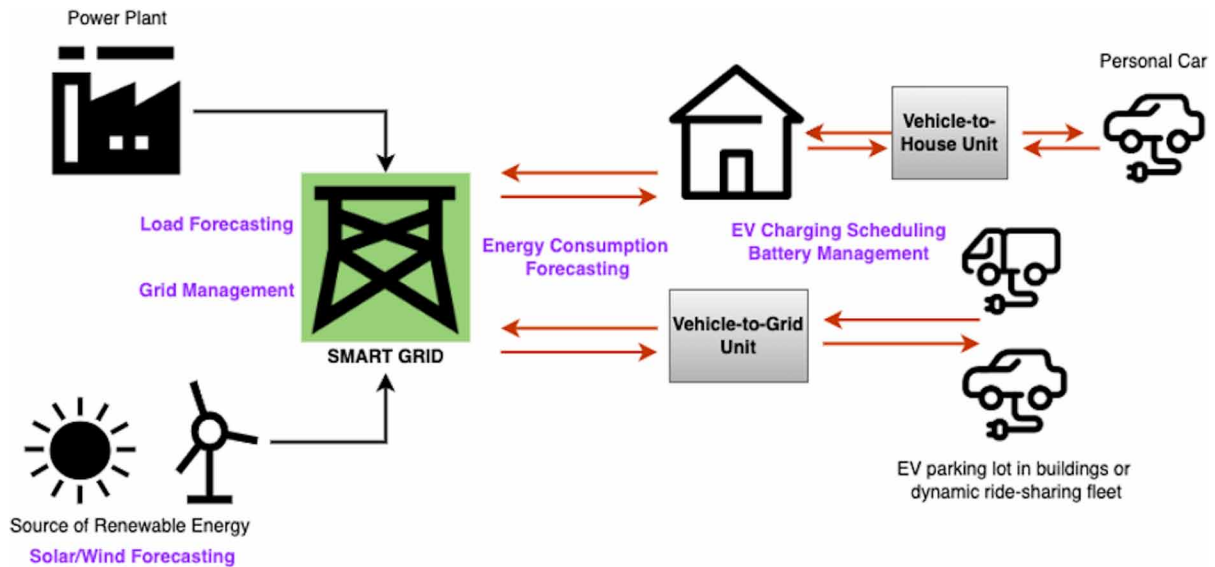 Power Plant
Personal Car
Vehicle-to-
House Unit
Load Forecasting
Energy Consumption
Forecasting
EV Charging Scheduling
Battery Management
Grid Management
Vehicle-to-Grid
Unit
SMART GRID
EV parking lot in buildings or
dynamic ride-sharing fleet
Source of Renewable Energy
Solar/Wind Forecasting